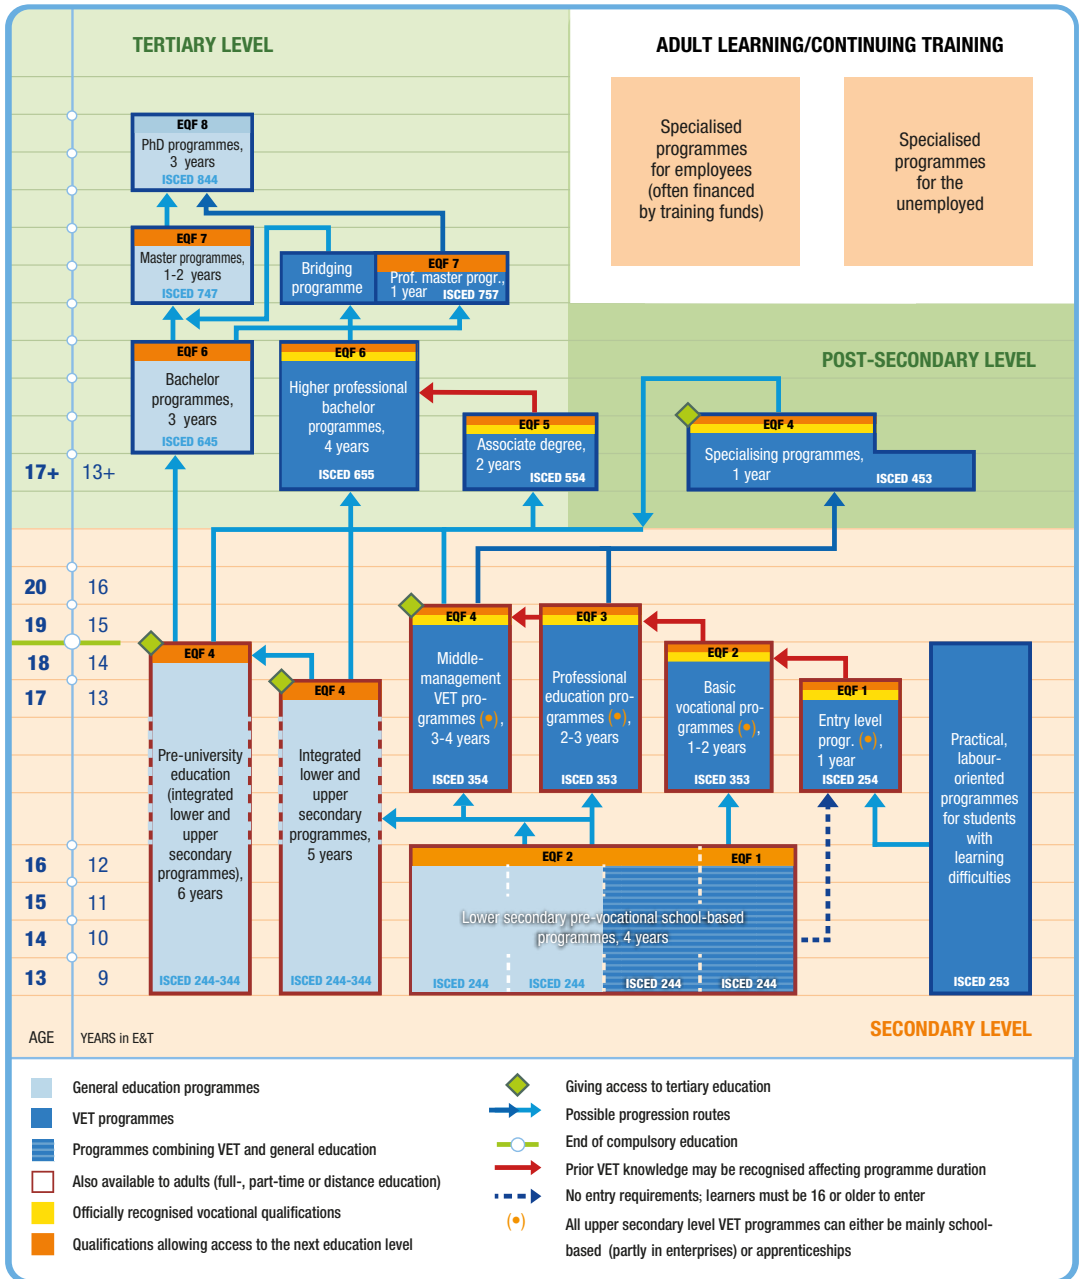 TERTIARY LEVEL
ADULT LEARNING/CONTINUING TRAINING
Specialised
programmes
for employees
(often financed
by training funds)
Specialised
programmes
for the
unemployed
EQF 8
PhD programmes,
3 years
ISCED 844
EQF 7
Master programmes,
1-2 years
ISCED 747
Bridging
programme
EQF 7
Prof. master progr.,
1 year ISCED 757
POST-SECONDARY LEVEL
EQF 6
Bachelor
programmes,
3 years
ISCED 645
EQF 6
Higher professional
bachelor
programmes,
4 years
ISCED 655
EQF 5
Associate degree,
2 years
ISCED 554
EQF 4
Specialising programmes,
1 year
ISCED 453
17+ 13+
20 16
19 15
18 14
17 13
16 12
15 11
14 10
13 9
AGE YEARS in E&T
EQF 4
Pre-university
education
(integrated
lower and
upper
secondary
programmes),
6 years
ISCED 244-344
EQF 4
Integrated
lower and
upper
secondary
programmes,
5 years
ISCED 244-344
EQF 4
Middle-
management
VET pro-
grammes (•),
3-4 years
ISCED 354
EQF 3
Professional
education pro-
grammes (•),
2-3 years
ISCED 353
EQF 2
Basic
vocational pro-
grammes (•),
1-2 years
ISCED 353
EQF 1
Entry level
progr. (•),
1 year
ISCED 254
Practical,
labour-
oriented
programmes
for students
with
learning
difficulties
ISCED 253
EQF 2 EQF 1
Lower secondary pre-vocational school-based
programmes, 4 years
ISCED 244 ISCED 244 ISCED 244 ISCED 244
SECONDARY LEVEL
General education programmes
VET programmes
Programmes combining VET and general education
Also available to adults (full-, part-time or distance education)
Officially recognised vocational qualifications
Qualifications allowing access to the next education level
Giving access to tertiary education
Possible progression routes
End of compulsory education
Prior VET knowledge may be recognised affecting programme duration
No entry requirements; learners must be 16 or older to enter
(•) All upper secondary level VET programmes can either be mainly school-
based (partly in enterprises) or apprenticeships